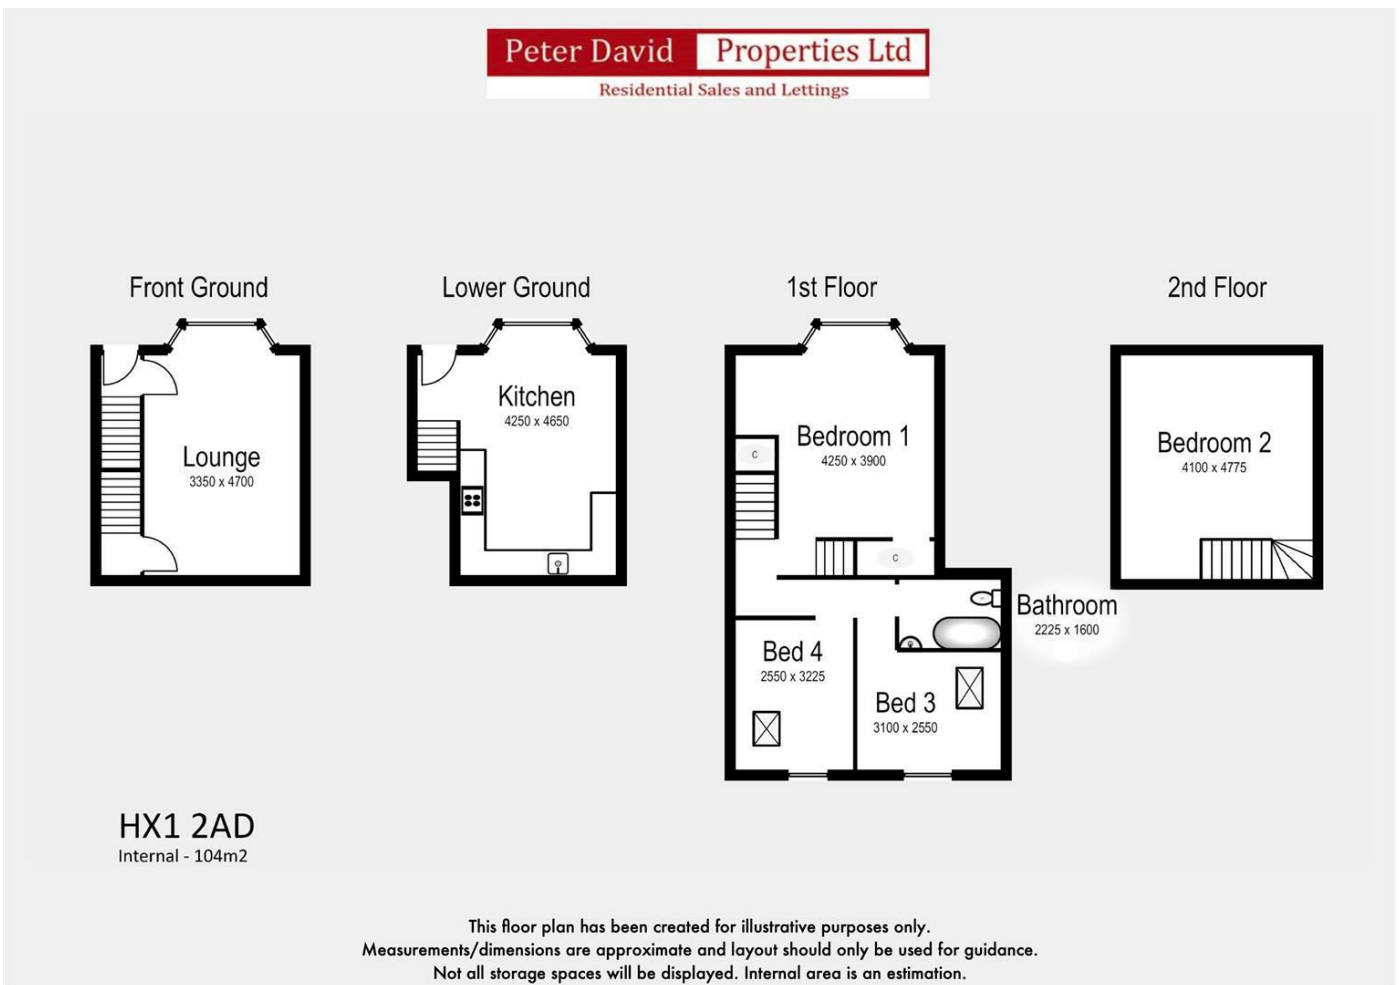 Peter David Properties Ltd
Residential Sales and Lettings
Front Ground
Lounge
3350 x 4700
Lower Ground
Kitchen
4250 x 4650
1st Floor
Bedroom 1
4250 x 3900
C
C
Bathroom
2225 x 1600
Bed 4
2550 x 3225
Bed 3
3100 x 2550
2nd Floor
Bedroom 2
4100 x 4775
HX1 2AD
Internal - 104m2
This floor plan has been created for illustrative purposes only.
Measurements/dimensions are approximate and layout should only be used for guidance.
Not all storage spaces will be displayed. Internal area is an estimation.